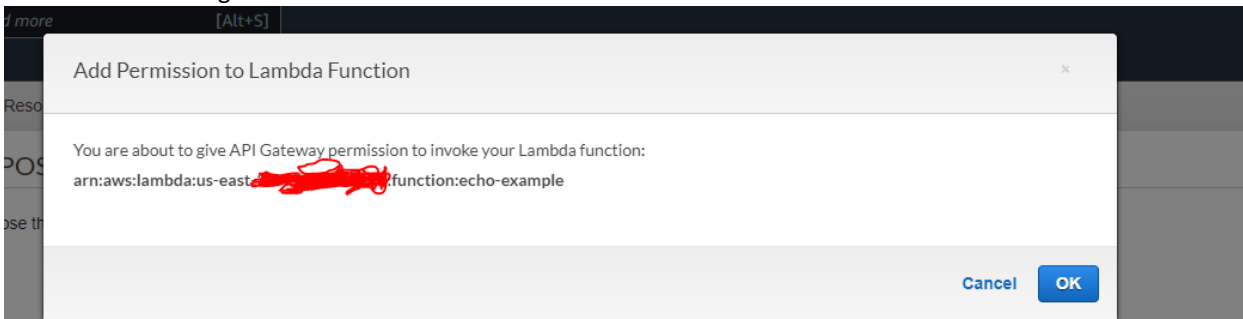 d more [Alt+S]
Add Permission to Lambda Function ×
Reso
You are about to give API Gateway permission to invoke your Lambda function:
POS
arn:aws:lambda:us-east- :function:echo-example
ose th
Cancel OK